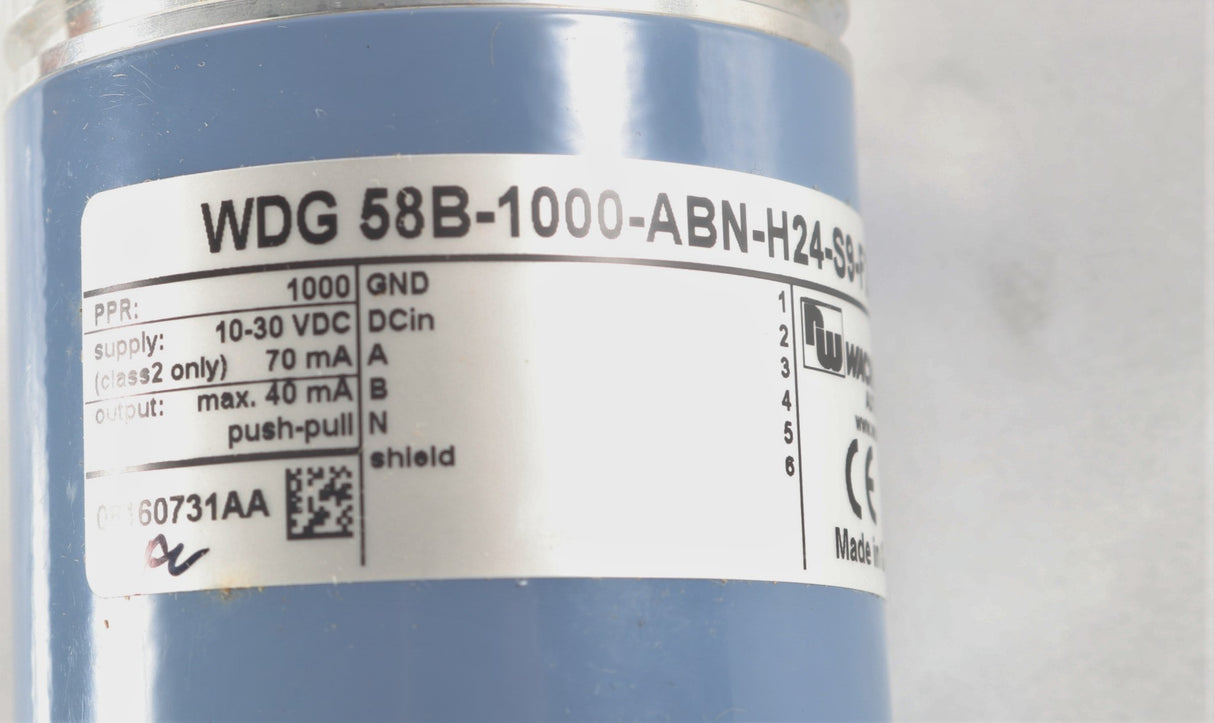 WDG 58B-1000-ABN-H24-S9-
PPR: 1000
supply: 10-30 VDC
(class2 only) 70 mA
output: max. 40 mA
push-pull
160731AA
GND 1
DCin 2
A 3
B 4
N 5
shield 6
CE
Made in